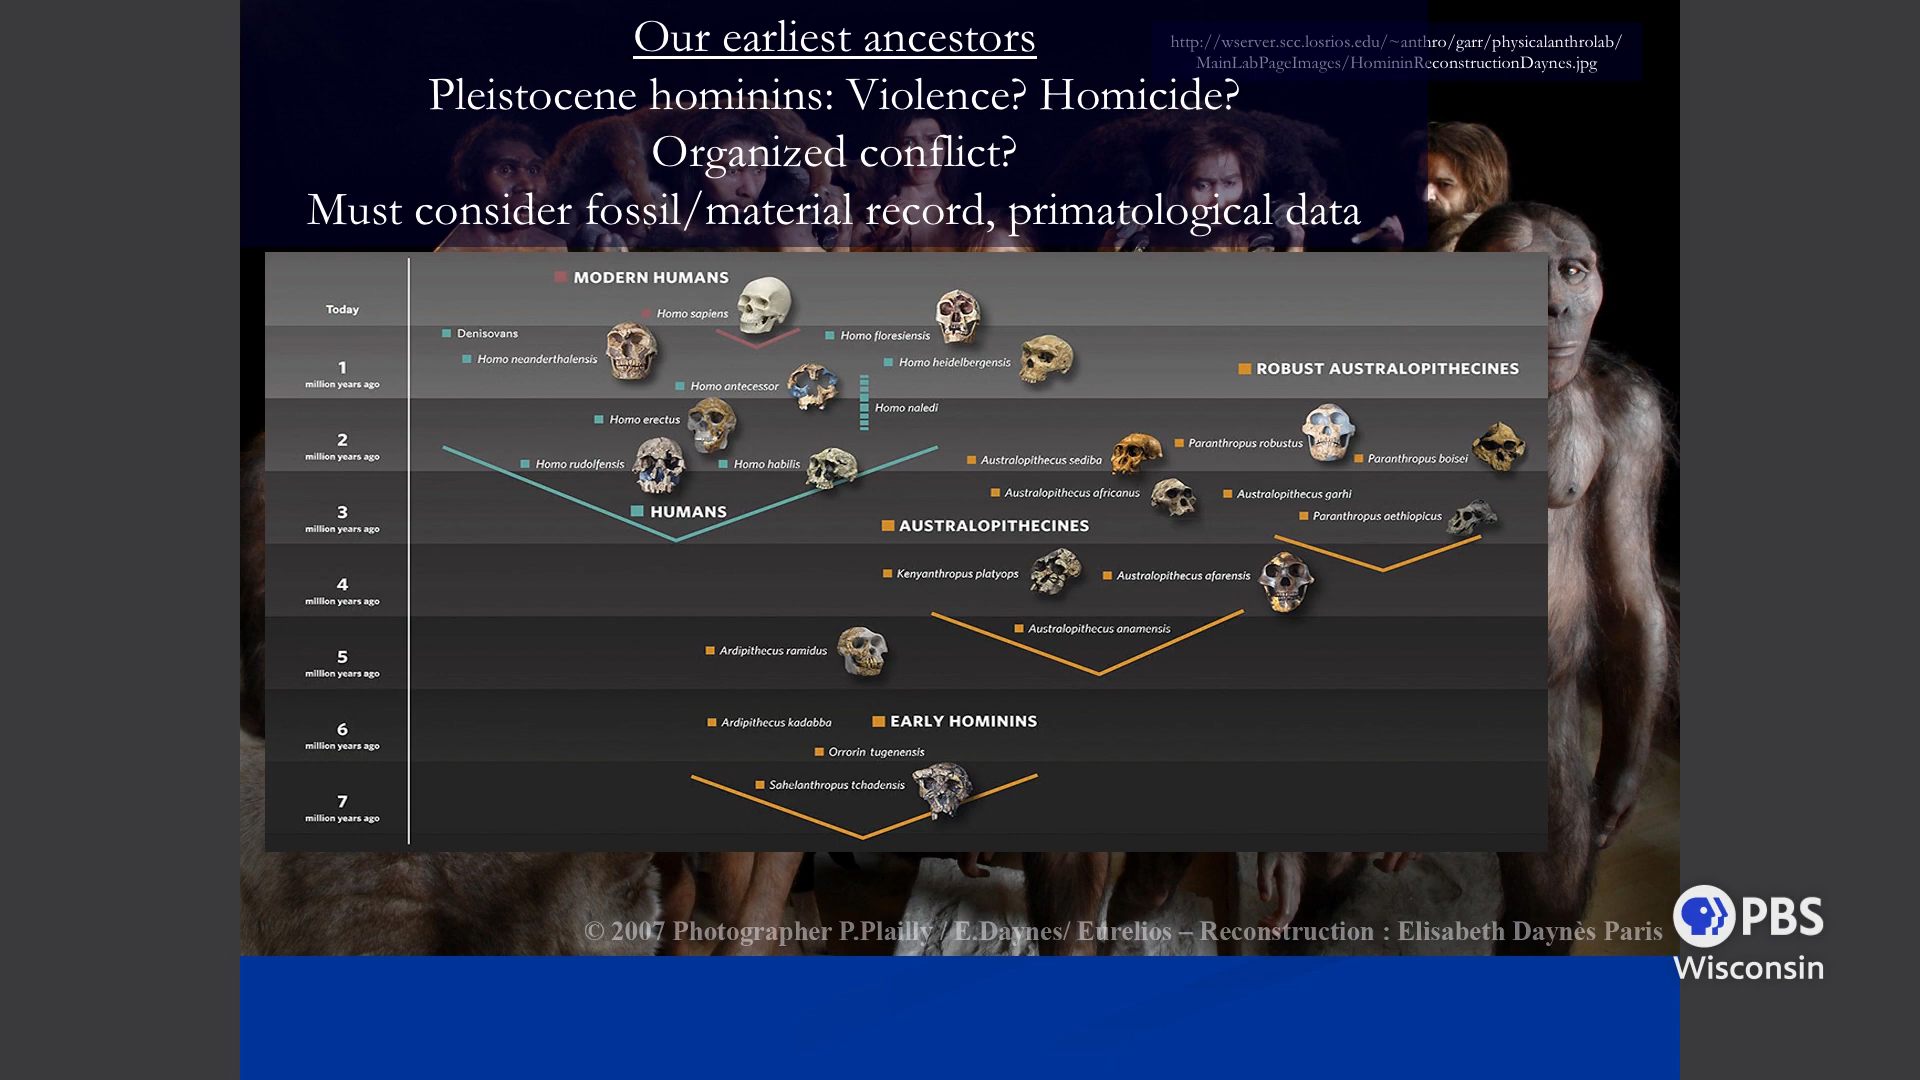 Our earliest ancestors
http://wserver.scc.losrios.edu/~anthro/garr/physicalanthrolab/
MainLabPageImages/HomininReconstructionDaynes.jpg
Pleistocene hominins: Violence? Homicide?
Organized conflict?
Must consider fossil/material record, primatological data
MODERN HUMANS
Today
Homo sapiens
Denisovans
Homo floresiensis
Homo neanderthalensis
Homo heidelbergensis
1
million years ago
ROBUST AUSTRALOPITHECINES
Homo antecessor
Homo naledi
Homo erectus
2
million years ago
Paranthropus robustus
Paranthropus boisei
Homo rudolfensis
Homo habilis
Australopithecus sediba
Australopithecus africanus
Australopithecus garhi
3
million years ago
HUMANS
Paranthropus aethiopicus
AUSTRALOPITHECINES
Kenyanthropus platyops
Australopithecus afarensis
4
million years ago
Australopithecus anamensis
Ardipithecus ramidus
5
million years ago
Ardipithecus kadabba
EARLY HOMININS
6
million years ago
Orrorin tugenensis
Sahelanthropus tchadensis
7
million years ago
© 2007 Photographer P.Plailly / E.Daynes/ Eurelios – Reconstruction : Elisabeth Daynès Paris
PBS
Wisconsin